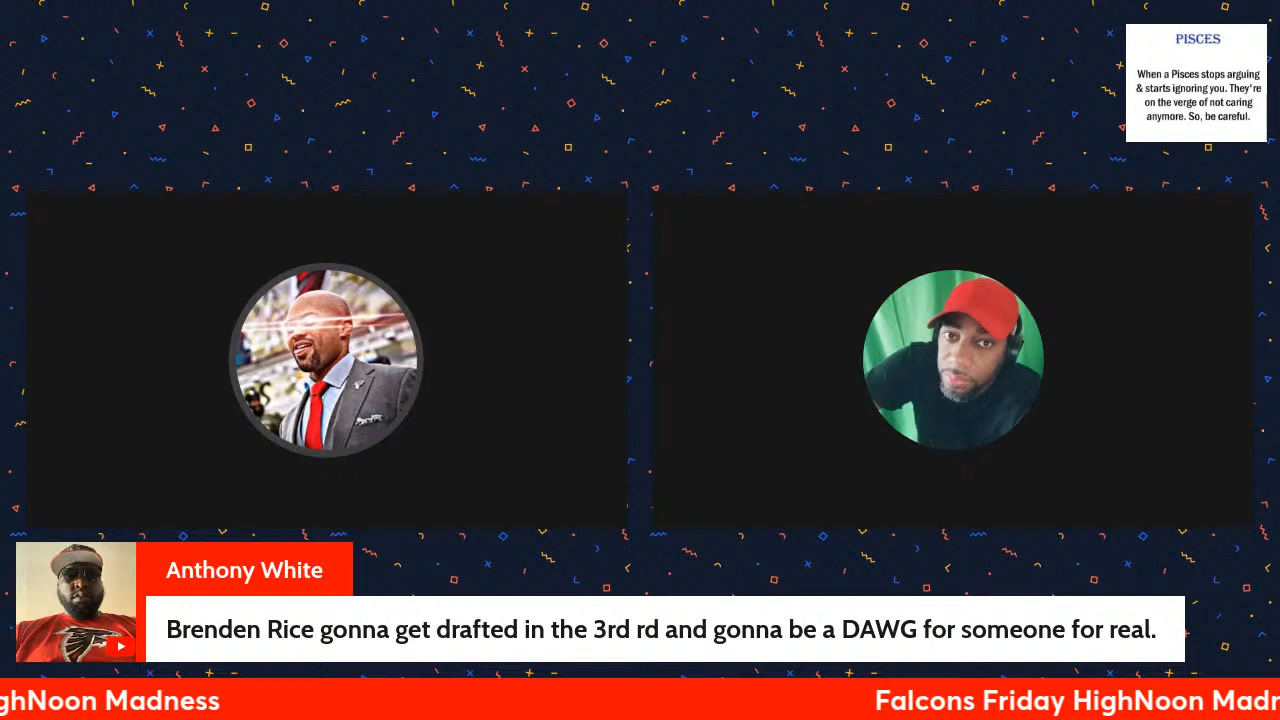 PISCES
When a Pisces stops arguing
& starts ignoring you. They're
on the verge of not caring
anymore. So, be careful.
Anthony White
Brenden Rice gonna get drafted in the 3rd rd and gonna be a DAWG for someone for real.
ghNoon Madness
Falcons Friday HighNoon Madn